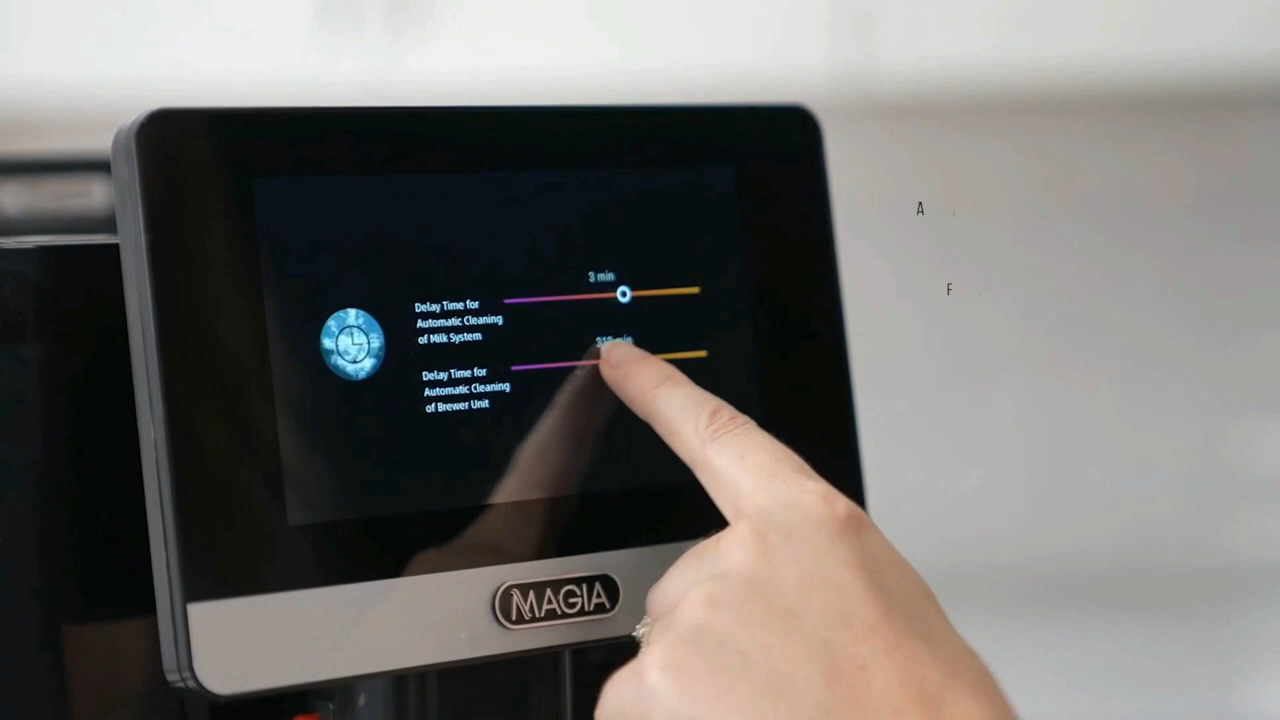 3 min
Delay Time for
Automatic Cleaning
of Milk System
min
Delay Time for
Automatic Cleaning
of Brewer Unit
MAGIA
A
F